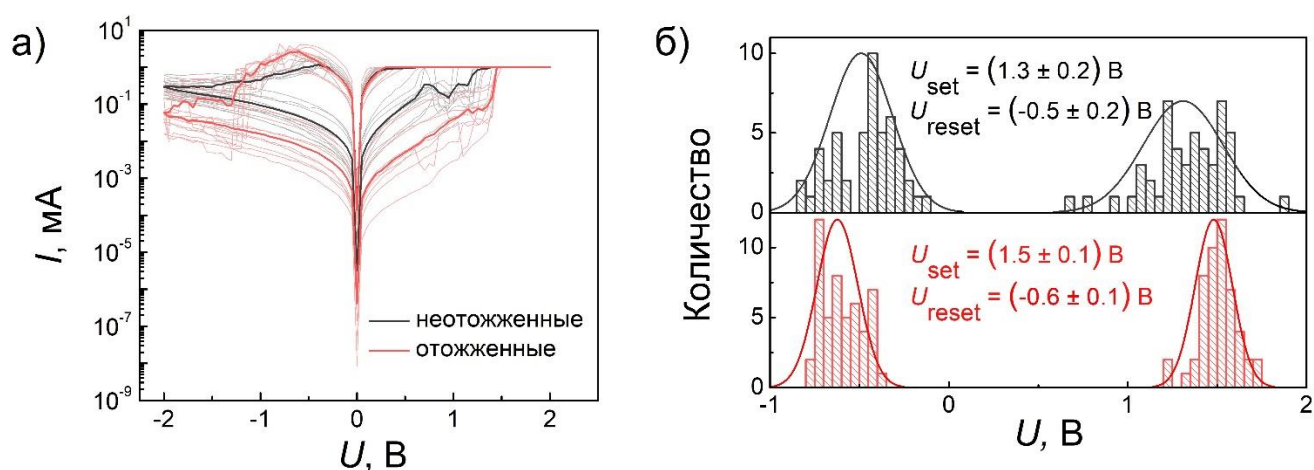 а)
10¹
10⁻¹
10⁻³
10⁻⁵
10⁻⁷
10⁻⁹
I, мА
неотожженные
отожженные
-2
-1
0
1
2
U, В
б)
10
5
0
10
5
0
Количество
U_set = (1.3 ± 0.2) В
U_reset = (-0.5 ± 0.2) В
U_set = (1.5 ± 0.1) В
U_reset = (-0.6 ± 0.1) В
-1
0
1
2
U, В